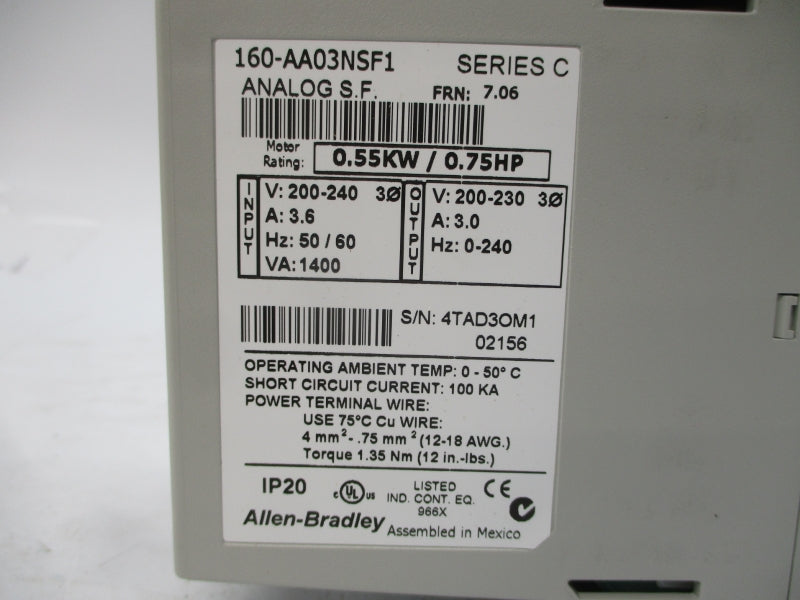 160-AA03NSF1 SERIES C
ANALOG S.F. FRN: 7.06
Motor Rating: 0.55KW / 0.75HP
INPUT
V: 200-240 3Ø
A: 3.6
Hz: 50 / 60
VA: 1400
OUTPUT
V: 200-230 3Ø
A: 3.0
Hz: 0-240
S/N: 4TAD3OM1
02156
OPERATING AMBIENT TEMP: 0 - 50° C
SHORT CIRCUIT CURRENT: 100 KA
POWER TERMINAL WIRE:
USE 75°C Cu WIRE:
4 mm²- .75 mm² (12-18 AWG.)
Torque 1.35 Nm (12 in.-lbs.)
IP20
c UL us
LISTED
IND. CONT. EQ.
966X
CE
Allen-Bradley Assembled in Mexico